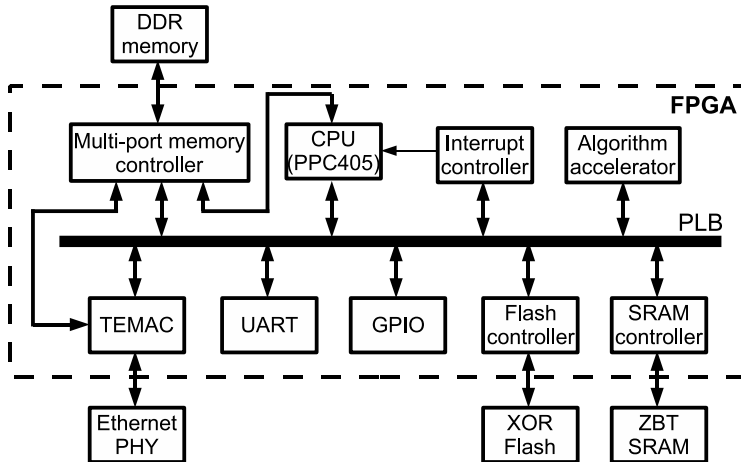 DDR
memory
FPGA
Multi-port memory
controller
CPU
(PPC405)
Interrupt
controller
Algorithm
accelerator
PLB
TEMAC
UART
GPIO
Flash
controller
SRAM
controller
Ethernet
PHY
XOR
Flash
ZBT
SRAM